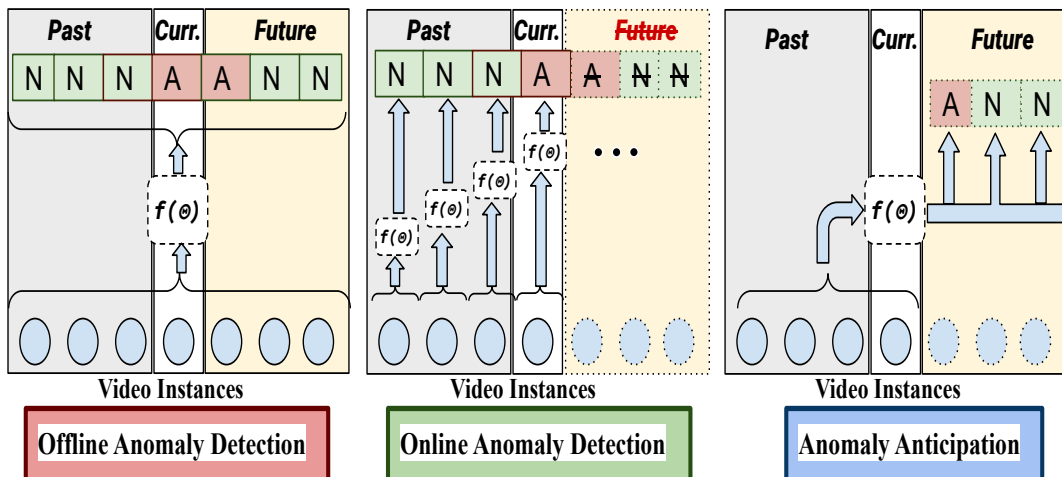 Past Curr. Future
N N N A A N N
f(Θ)
Video Instances
Offline Anomaly Detection
Past Curr. Future
N N N A A N N
f(Θ)
f(Θ)
f(Θ)
f(Θ)
• • •
Video Instances
Online Anomaly Detection
Past Curr. Future
A N N
f(Θ)
Video Instances
Anomaly Anticipation